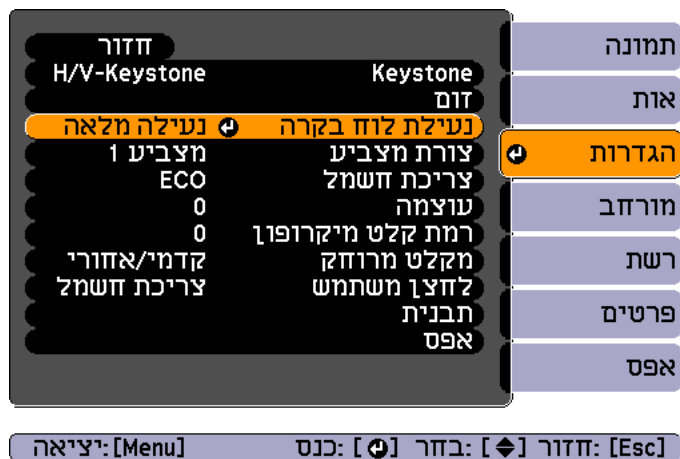 חזור
Keystone H/V-Keystone
זום
נעילת לוח בקרה נעילה מלאה
צורת מצביע מצביע 1
צריכת חשמל ECO
עוצמה 0
רמת קלט מיקרופון 0
מקלט מרוחק קדמי/אחורי
לחצן משתמש צריכת חשמל
תבנית
אפס
תמונה
אות
הגדרות
מורחב
רשת
פרטים
אפס
[Esc] :חזור [◆] :בחר [⏎] :כנס [Menu]:יציאה